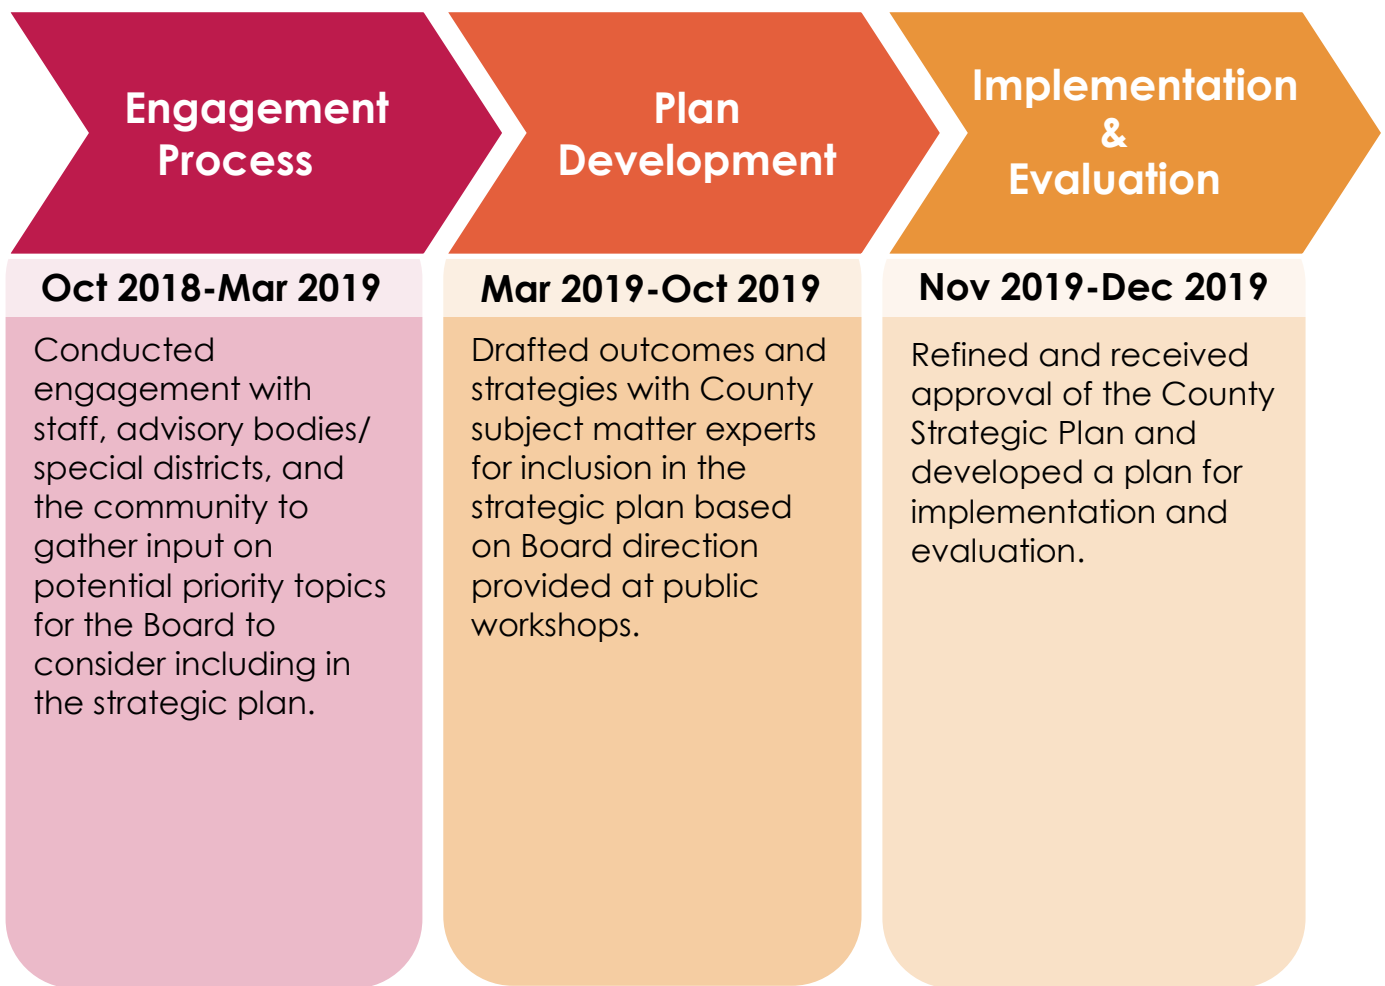 Engagement
Process
Oct 2018-Mar 2019
Conducted
engagement with
staff, advisory bodies/
special districts, and
the community to
gather input on
potential priority topics
for the Board to
consider including in
the strategic plan.
Plan
Development
Mar 2019-Oct 2019
Drafted outcomes and
strategies with County
subject matter experts
for inclusion in the
strategic plan based
on Board direction
provided at public
workshops.
Implementation
&
Evaluation
Nov 2019-Dec 2019
Refined and received
approval of the County
Strategic Plan and
developed a plan for
implementation and
evaluation.